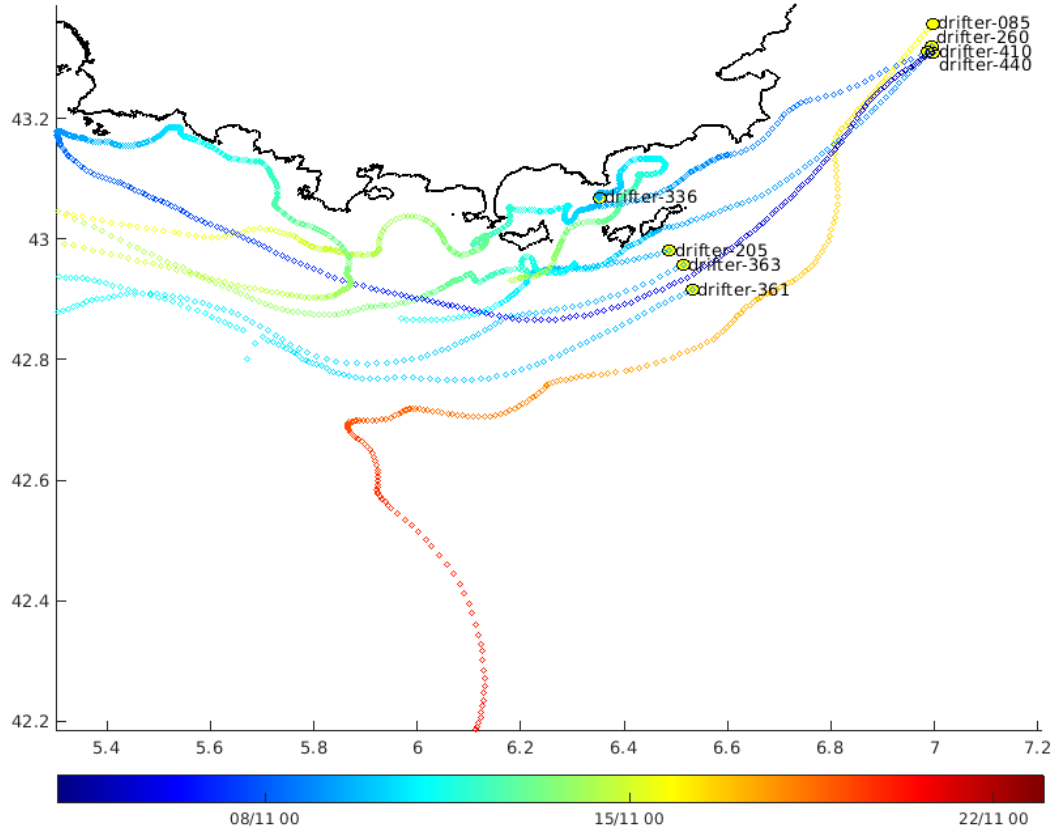 drifter-085
drifter-260
drifter-410
drifter-440
43.2
drifter-336
43
drifter-205
drifter-363
drifter-361
42.8
42.6
42.4
42.2
5.4 5.6 5.8 6 6.2 6.4 6.6 6.8 7 7.2
08/11 00 15/11 00 22/11 00